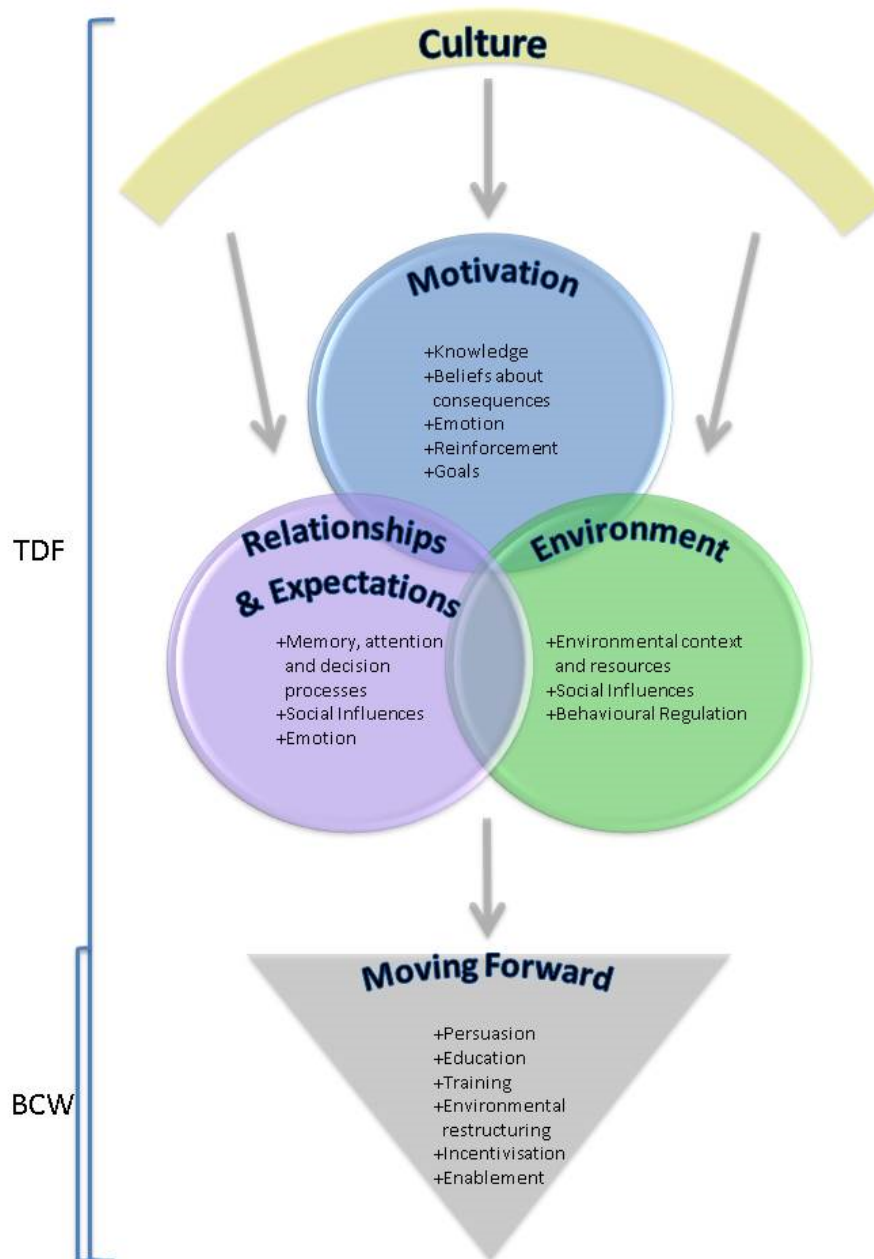 Culture
Motivation
+Knowledge
+Beliefs about
consequences
+Emotion
+Reinforcement
+Goals
TDF
Relationships
& Expectations
+Memory, attention
and decision
processes
+Social Influences
+Emotion
Environment
+Environmental context
and resources
+Social Influences
+Behavioural Regulation
Moving Forward
+Persuasion
+Education
+Training
+Environmental
restructuring
+Incentivisation
+Enablement
BCW